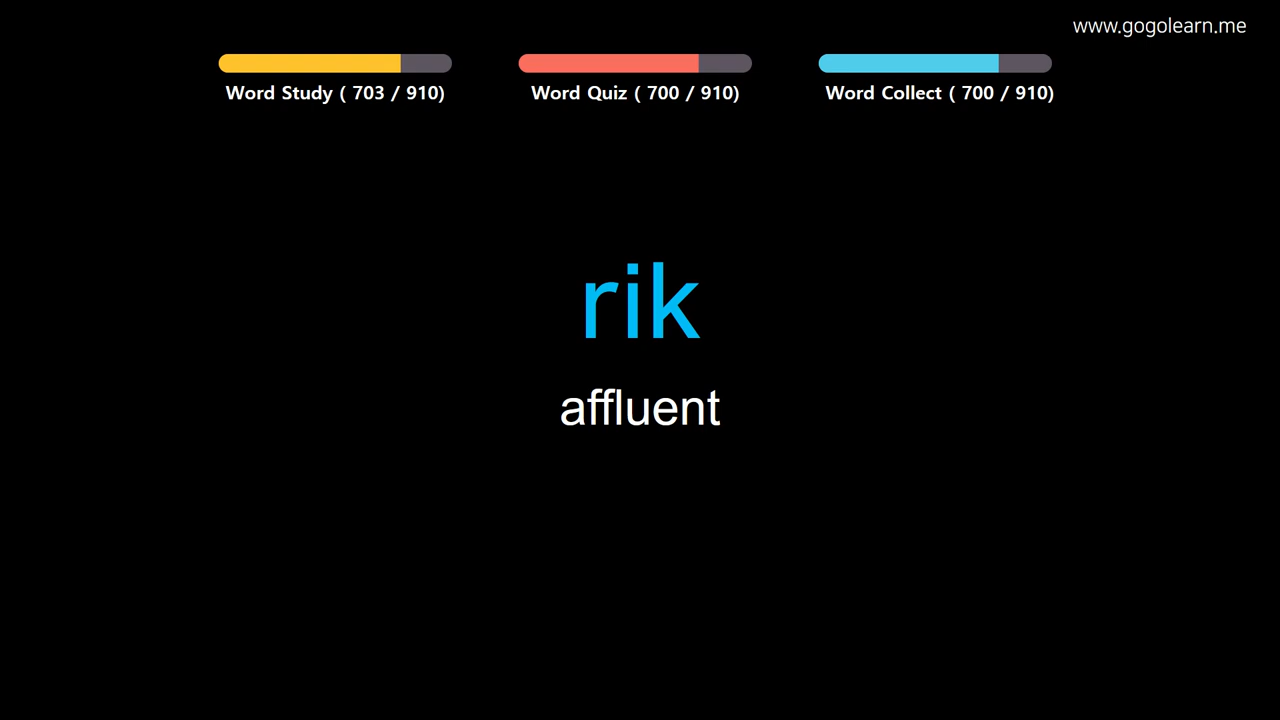 www.gogolearn.me
Word Study ( 703 / 910)
Word Quiz ( 700 / 910)
Word Collect ( 700 / 910)
rik
affluent